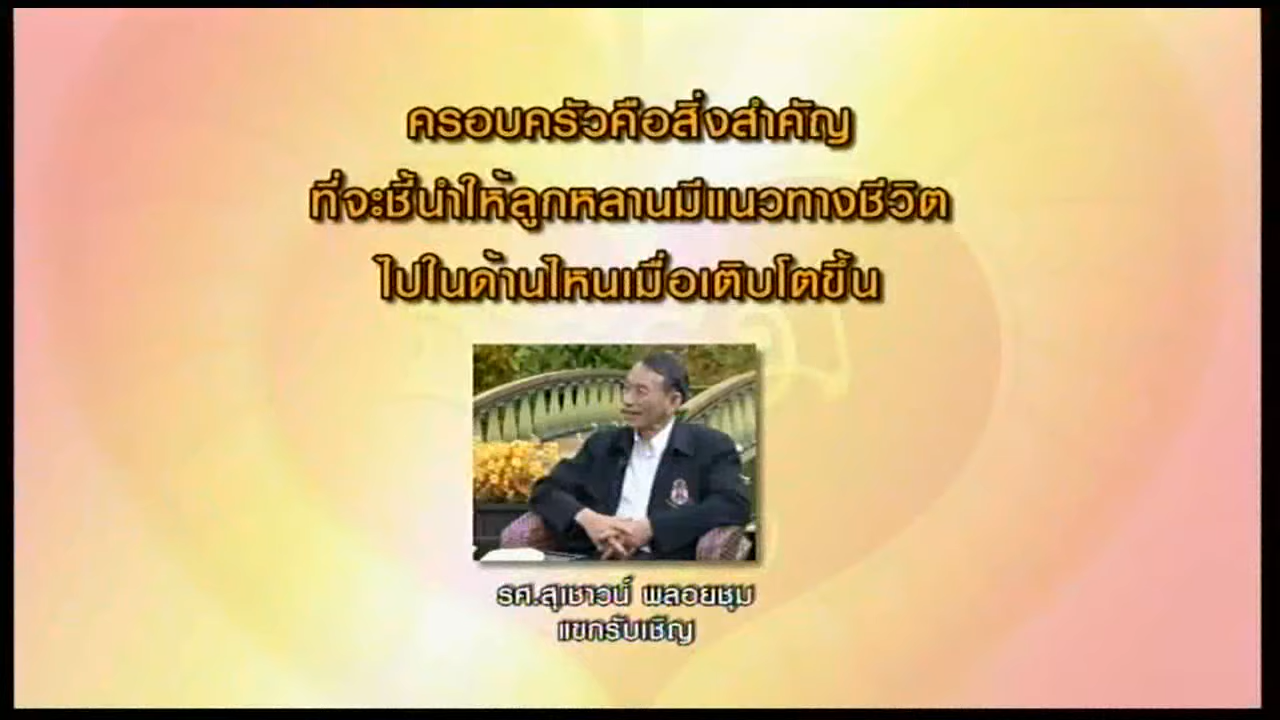 ครอบครัวคือสิ่งสำคัญ
ที่จะชี้นำให้ลูกหลานมีแนวทางชีวิต
ไปในด้านไหนเมื่อเติบโตขึ้น
รศ.สุเชาวน์ พลอยชุม
แขกรับเชิญ